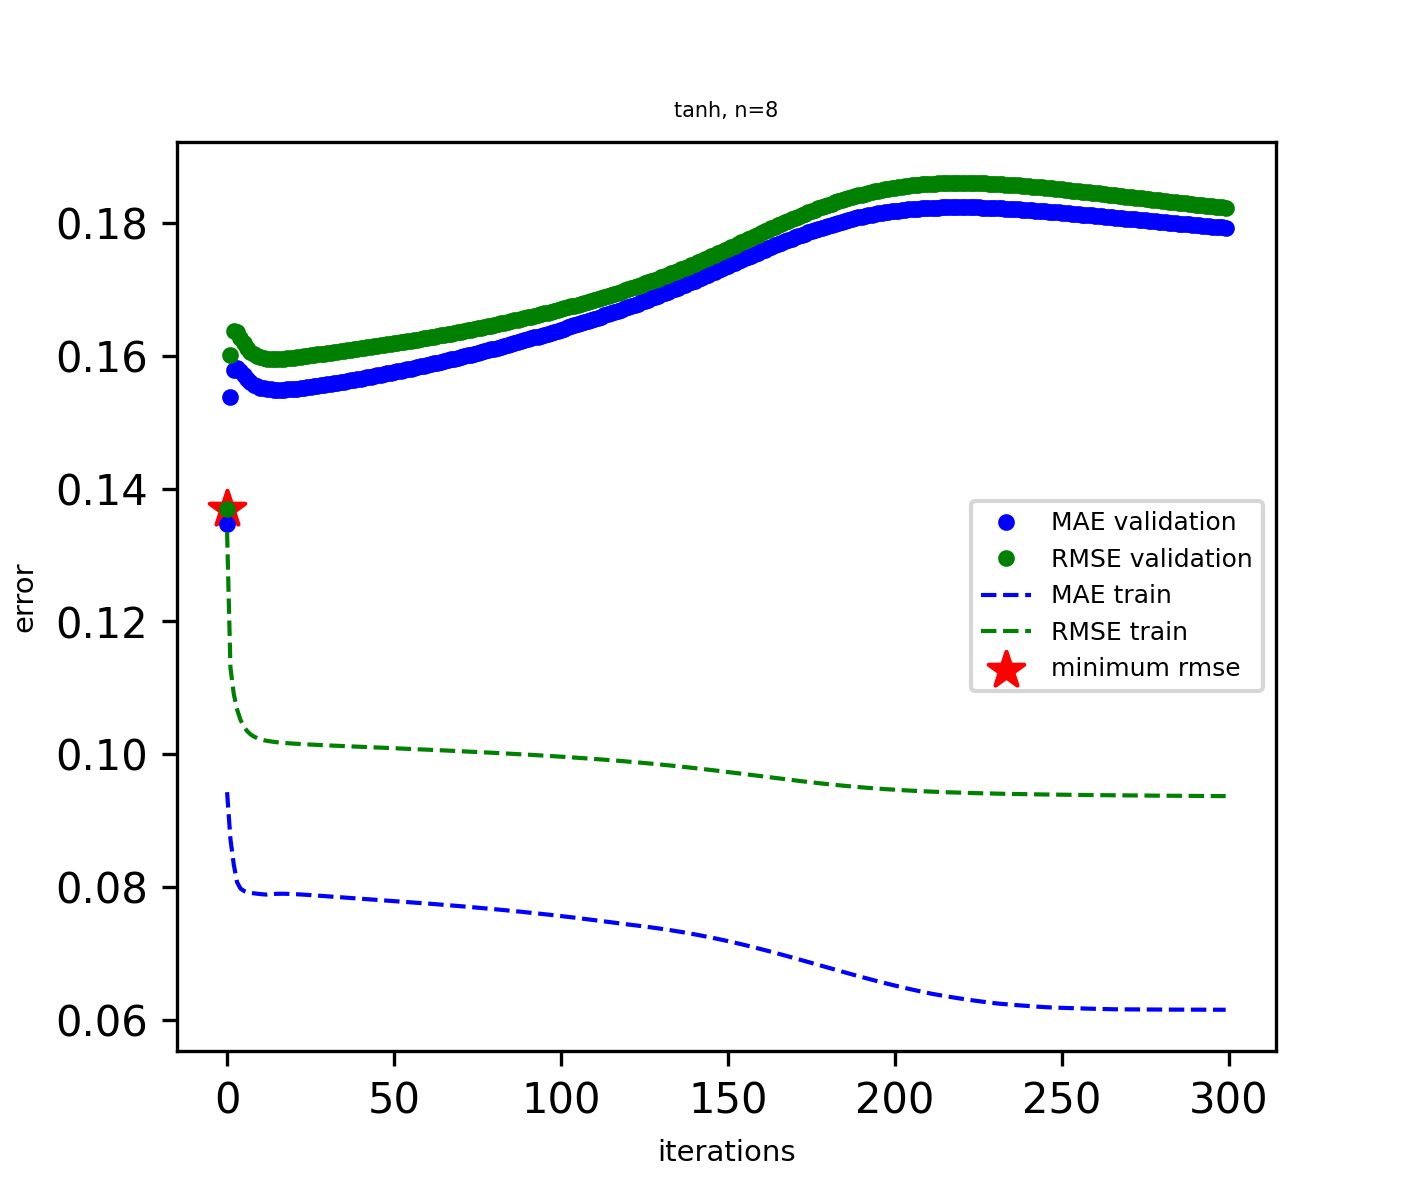 tanh, n=8
error
0.18
0.16
0.14
0.12
0.10
0.08
0.06
MAE validation
RMSE validation
MAE train
RMSE train
minimum rmse
0 50 100 150 200 250 300
iterations